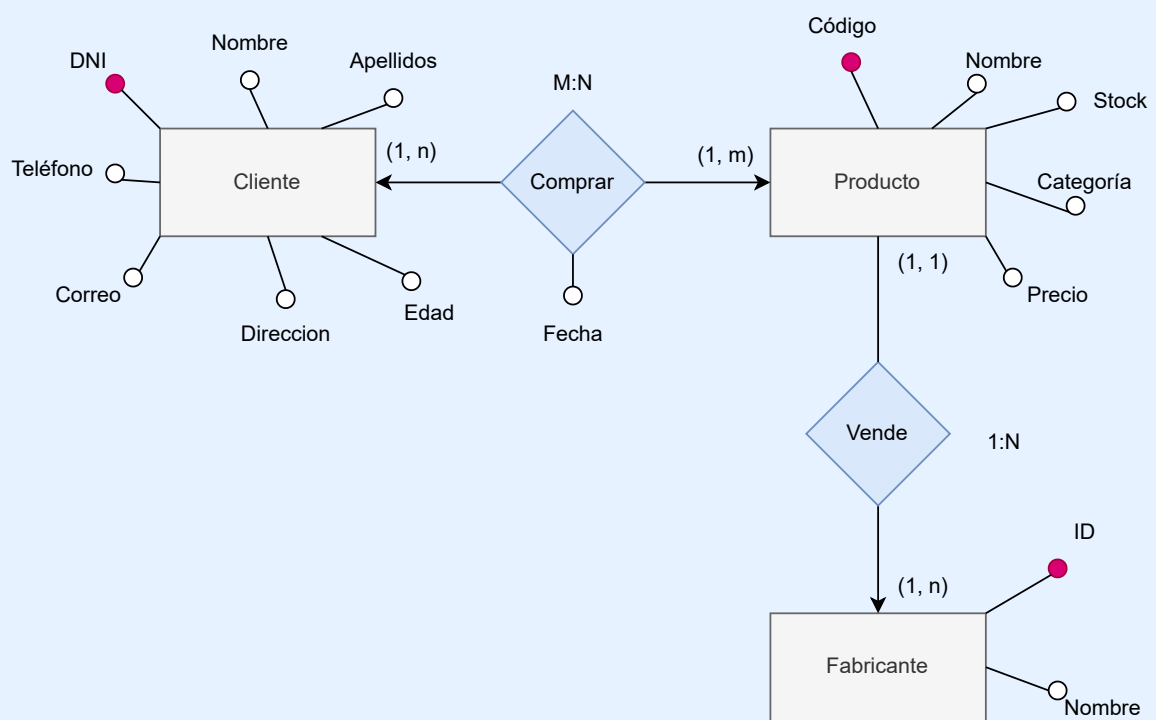 Código
Nombre
DNI
Nombre
Apellidos
M:N
Stock
(1, n)
(1, m)
Teléfono
Cliente
Comprar
Producto
Categoría
(1, 1)
Correo
Precio
Edad
Direccion
Fecha
Vende
1:N
ID
(1, n)
Fabricante
Nombre